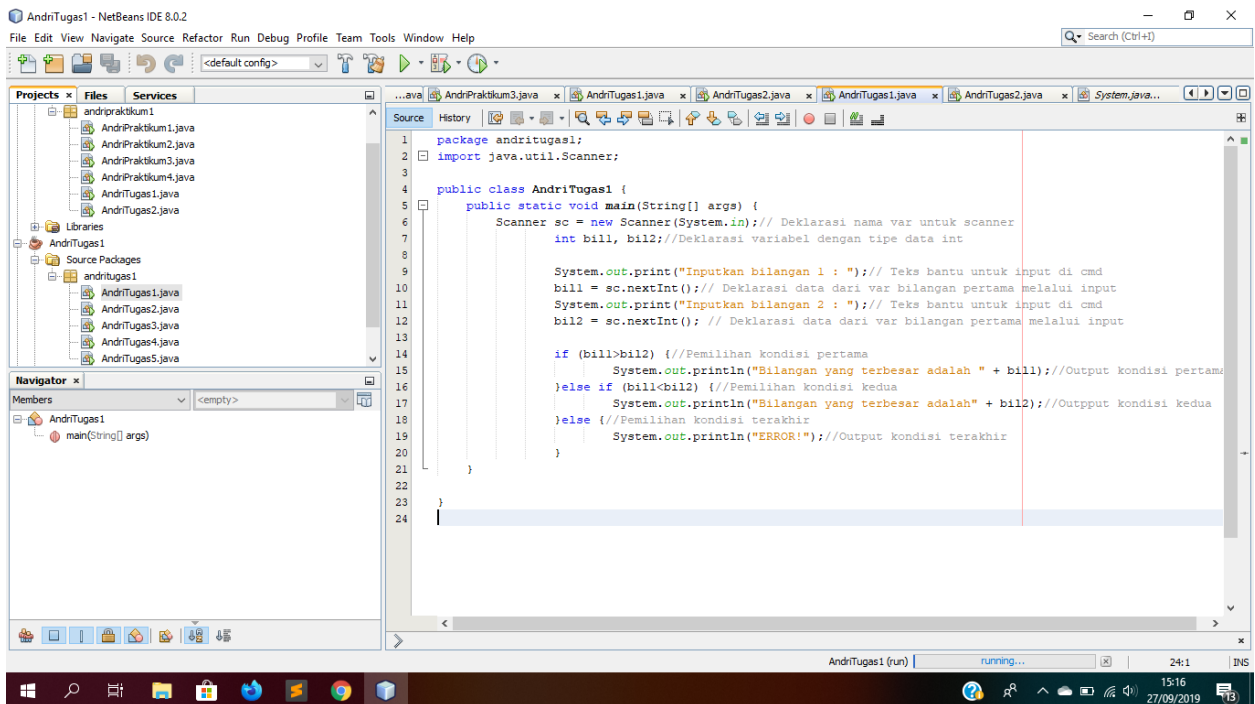 AndriTugas1 - NetBeans IDE 8.0.2
File Edit View Navigate Source Refactor Run Debug Profile Team Tools Window Help
Search (Ctrl+I)
<default config>
Projects Files Services
andripraktikum1
AndriPraktikum1.java
AndriPraktikum2.java
AndriPraktikum3.java
AndriPraktikum4.java
AndriTugas1.java
AndriTugas2.java
Libraries
AndriTugas1
Source Packages
andritugas1
AndriTugas1.java
AndriTugas2.java
AndriTugas3.java
AndriTugas4.java
AndriTugas5.java
Navigator
Members <empty>
AndriTugas1
main(String[] args)
...ava AndriPraktikum3.java AndriTugas1.java AndriTugas2.java AndriTugas1.java AndriTugas2.java System.java...
Source History
1 package andritugas1;
2 import java.util.Scanner;
3
4 public class AndriTugas1 {
5 public static void main(String[] args) {
6 Scanner sc = new Scanner(System.in);// Deklarasi nama var untuk scanner
7 int bil1, bil2;//Deklarasi variabel dengan tipe data int
8
9 System.out.print("Inputkan bilangan 1 : ");// Teks bantu untuk input di cmd
10 bil1 = sc.nextInt();// Deklarasi data dari var bilangan pertama melalui input
11 System.out.print("Inputkan bilangan 2 : ");// Teks bantu untuk input di cmd
12 bil2 = sc.nextInt(); // Deklarasi data dari var bilangan pertama melalui input
13
14 if (bil1>bil2) {//Pemilihan kondisi pertama
15 System.out.println("Bilangan yang terbesar adalah " + bil1);//Output kondisi pertama
16 }else if (bil1<bil2) {//Pemilihan kondisi kedua
17 System.out.println("Bilangan yang terbesar adalah" + bil2);//Outpput kondisi kedua
18 }else {//Pemilihan kondisi terakhir
19 System.out.println("ERROR!");//Output kondisi terakhir
20 }
21 }
22
23 }
24
AndriTugas1 (run) running... 24:1 INS
15:16
27/09/2019
13